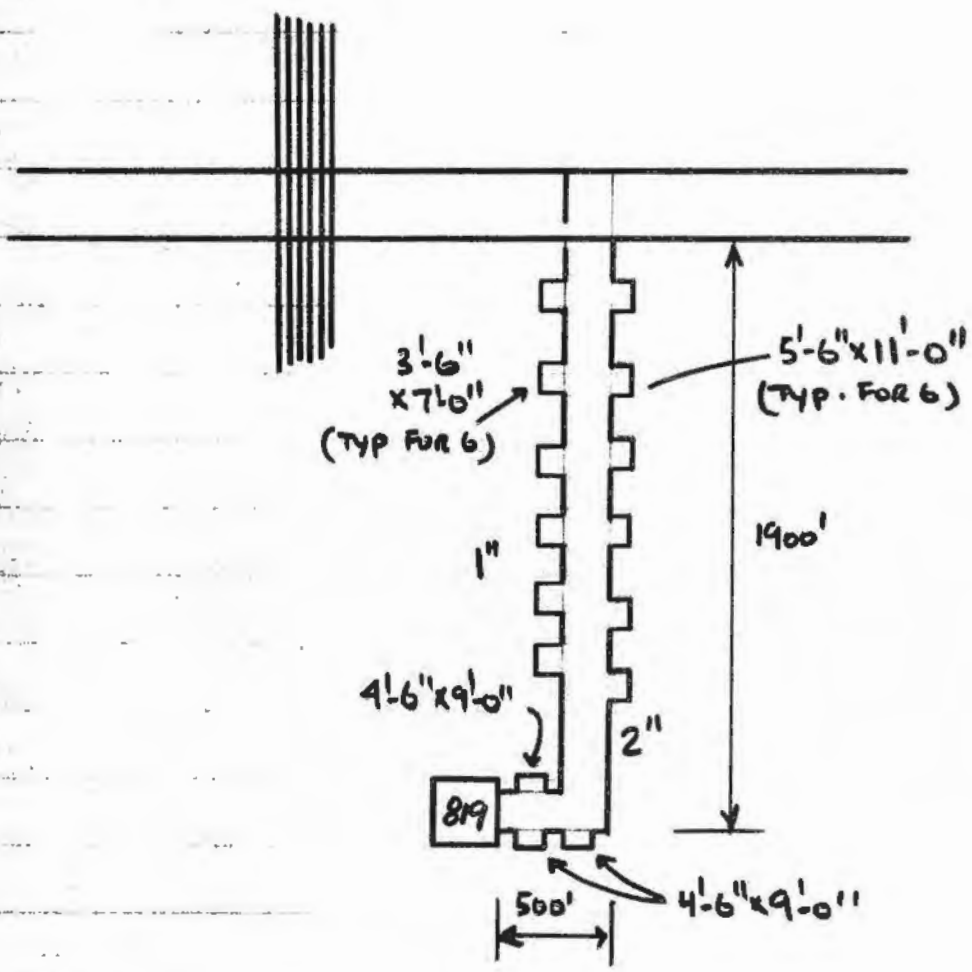 3'-6"
x7'-0"
(TYP FOR 6)
5'-6"x11'-0"
(TYP. FOR 6)
1900'
1"
4'-6"x9'-0"
2"
819
500'
4'-6"x9'-0"